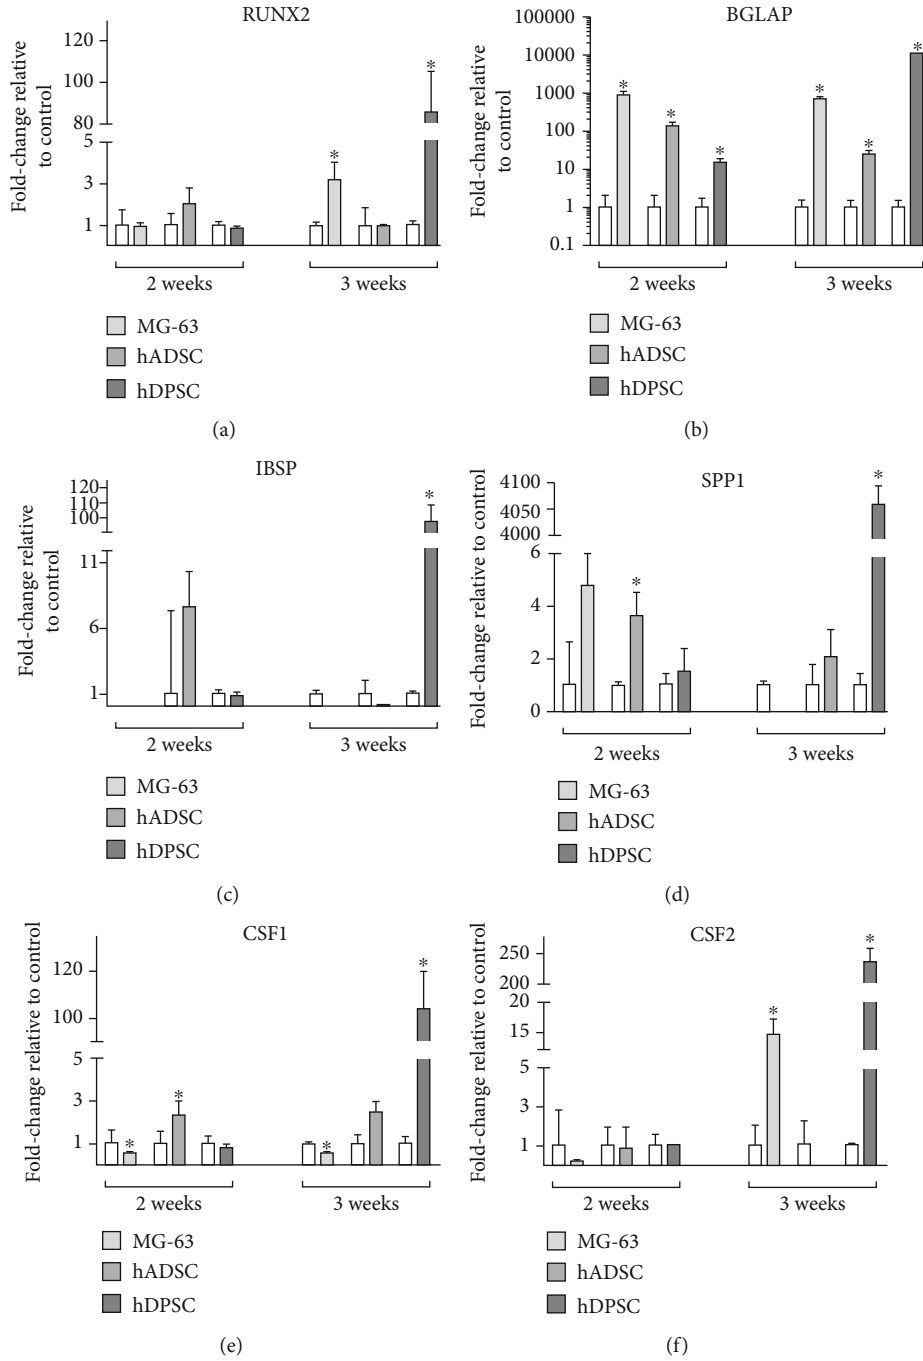 RUNX2
Fold-change relative
to control
120
100
80
5
3
1
*
*
2 weeks
3 weeks
MG-63
hADSC
hDPSC
(a)
BGLAP
Fold-change relative
to control
100000
10000
1000
100
10
1
0.1
*
*
*
*
*
*
2 weeks
3 weeks
MG-63
hADSC
hDPSC
(b)
IBSP
Fold-change relative
to control
120
110
100
11
6
1
*
2 weeks
3 weeks
MG-63
hADSC
hDPSC
(c)
SPP1
Fold-change relative to control
4100
4050
4000
6
4
2
0
*
*
2 weeks
3 weeks
MG-63
hADSC
hDPSC
(d)
CSF1
Fold-change relative to control
120
100
5
3
1
*
*
*
*
2 weeks
3 weeks
MG-63
hADSC
hDPSC
(e)
CSF2
Fold-change relative to control
250
200
20
15
5
3
1
*
*
2 weeks
3 weeks
MG-63
hADSC
hDPSC
(f)